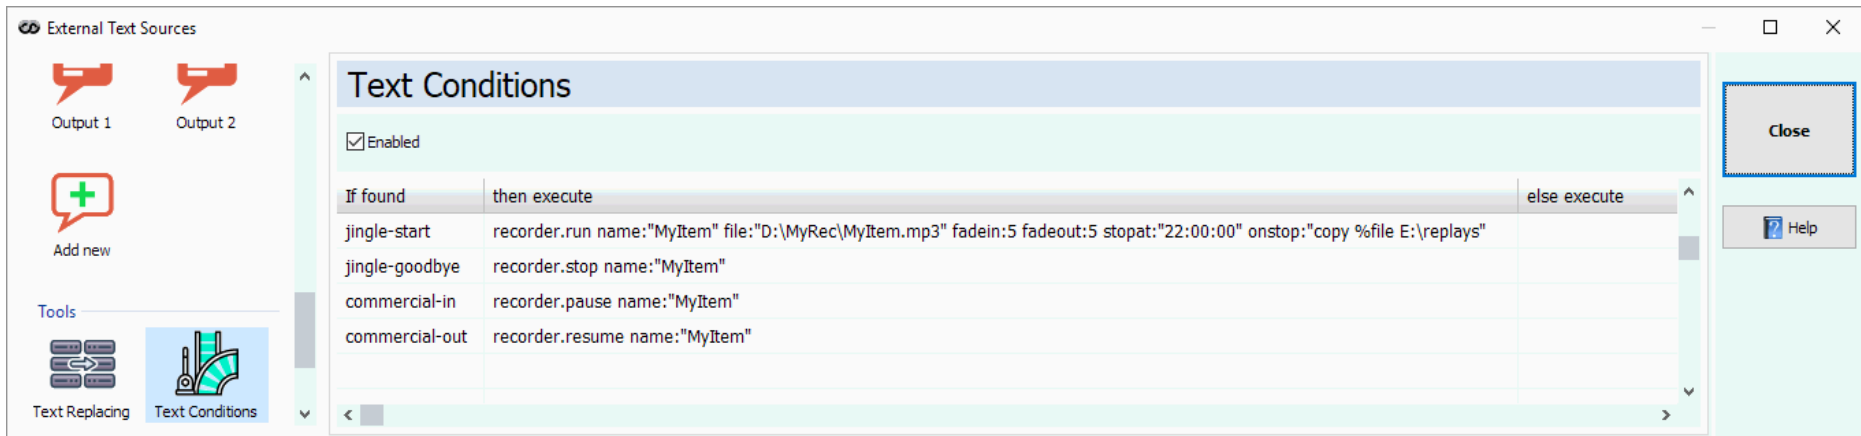 External Text Sources
Output 1 Output 2
Add new
Tools
Text Replacing Text Conditions
Text Conditions
Enabled
If found then execute else execute
jingle-start recorder.run name:"MyItem" file:"D:\MyRec\MyItem.mp3" fadein:5 fadeout:5 stopat:"22:00:00" onstop:"copy %file E:\replays"
jingle-goodbye recorder.stop name:"MyItem"
commercial-in recorder.pause name:"MyItem"
commercial-out recorder.resume name:"MyItem"
Close
Help